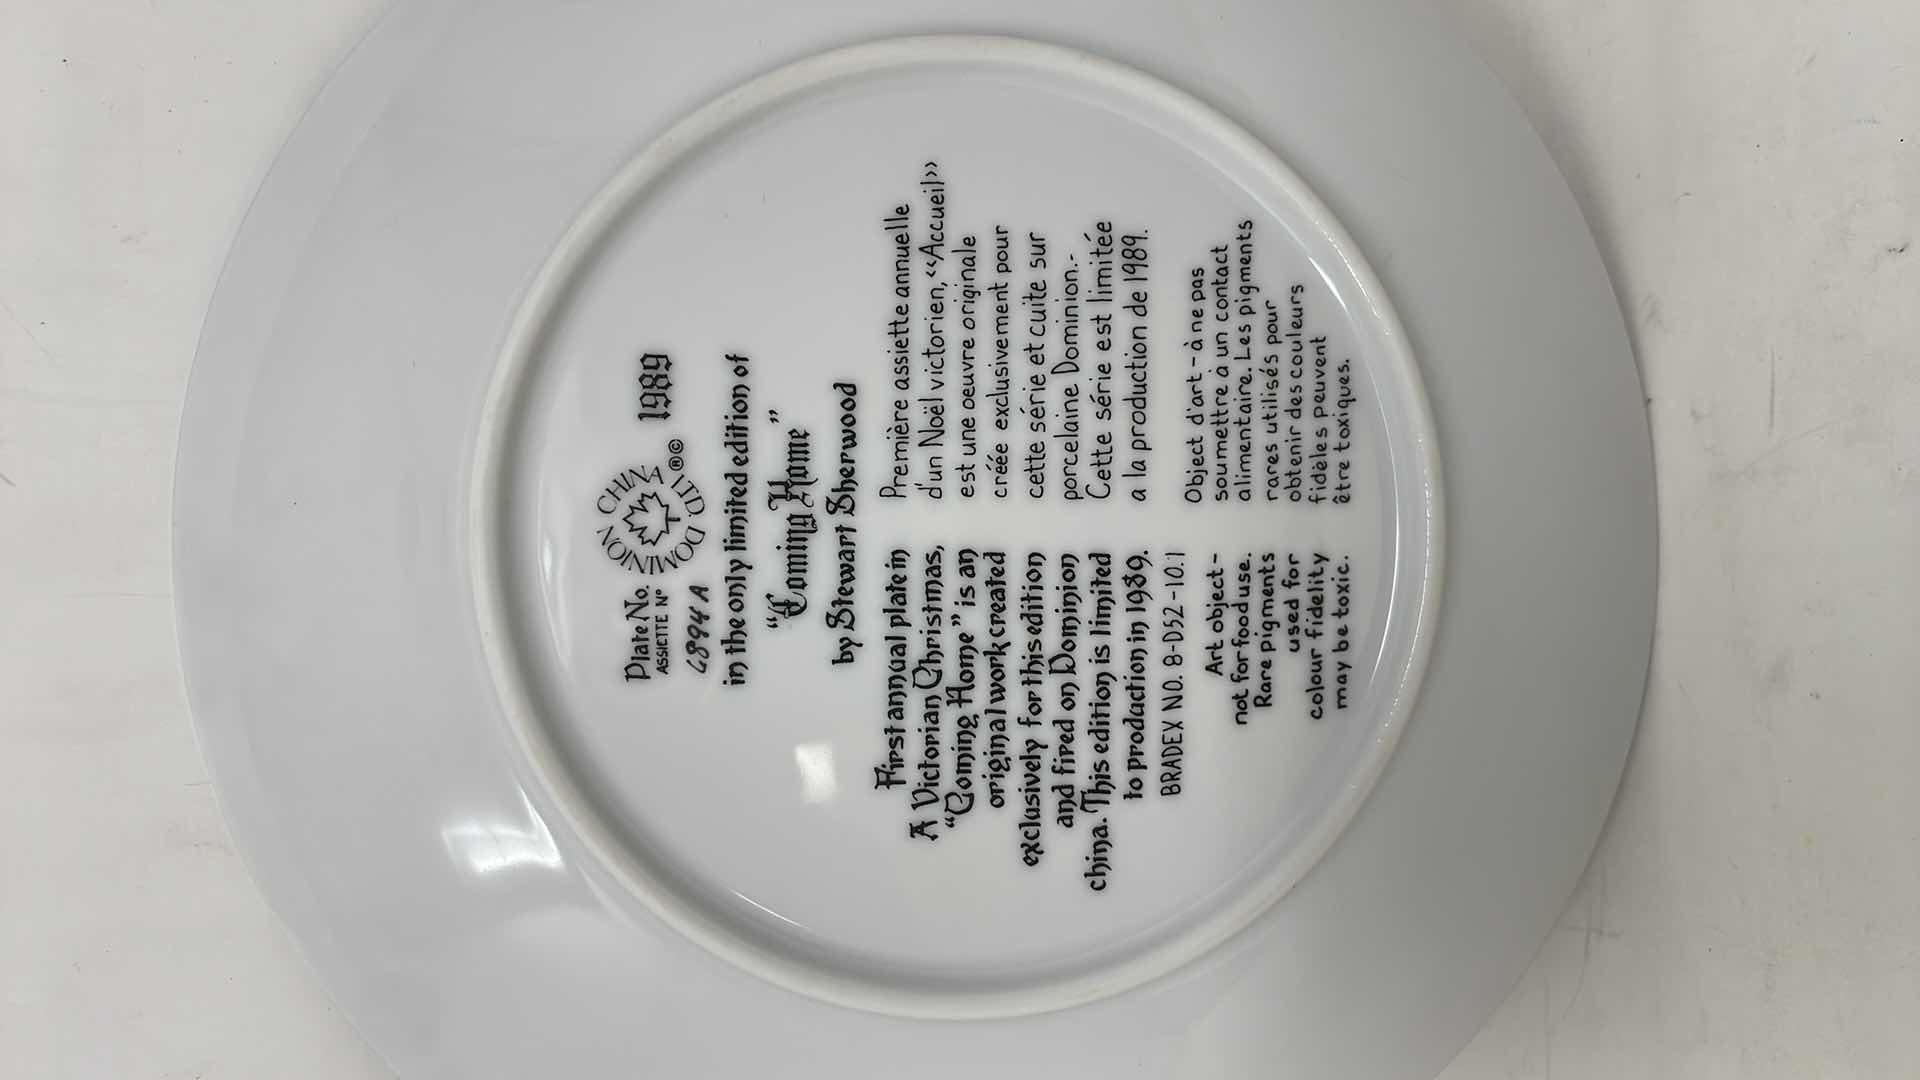 Plate No.
ASSIETTE Nº
6894 A
DOMINION CHINA LTD. ®© 1989
in the only limited edition of
“Coming Home”
by Stewart Sherwood
First annual plate in
A Victorian Christmas,
“Coming Home” is an
original work created
exclusively for this edition
and fired on Dominion
china. This edition is limited
to production in 1989.
BRADEX NO. 8-D52-10.1
Art object-
not for food use.
Rare pigments
used for
colour fidelity
may be toxic.
Première assiette annuelle
d'un Noël victorien, <<Accueil>>
est une oeuvre originale
créée exclusivement pour
cette série et cuite sur
porcelaine Dominion.-
Cette série est limitée
a la production de 1989.
Object d'art - à ne pas
soumettre à un contact
alimentaire. Les pigments
rares utilisés pour
obtenir des couleurs
fidèles peuvent
être toxiques.